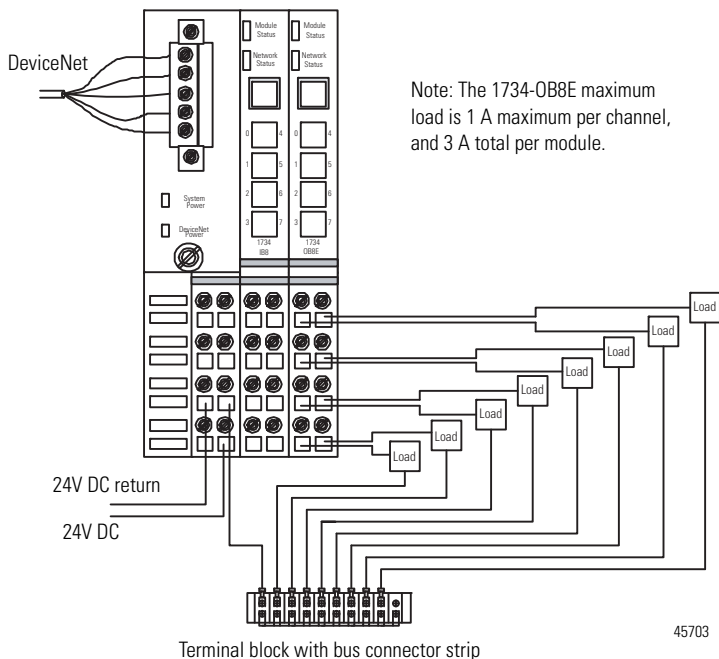 DeviceNet
Module
Status
Module
Status
Network
Status
Network
Status
Note: The 1734-OB8E maximum
load is 1 A maximum per channel,
and 3 A total per module.
0 4
0 4
1 5
1 5
2 6
2 6
3 7
3 7
System
Power
DeviceNet
Power
1734
IB8
1734
OB8E
Load
Load
Load
Load
Load
Load
Load
Load
24V DC return
24V DC
Terminal block with bus connector strip
45703